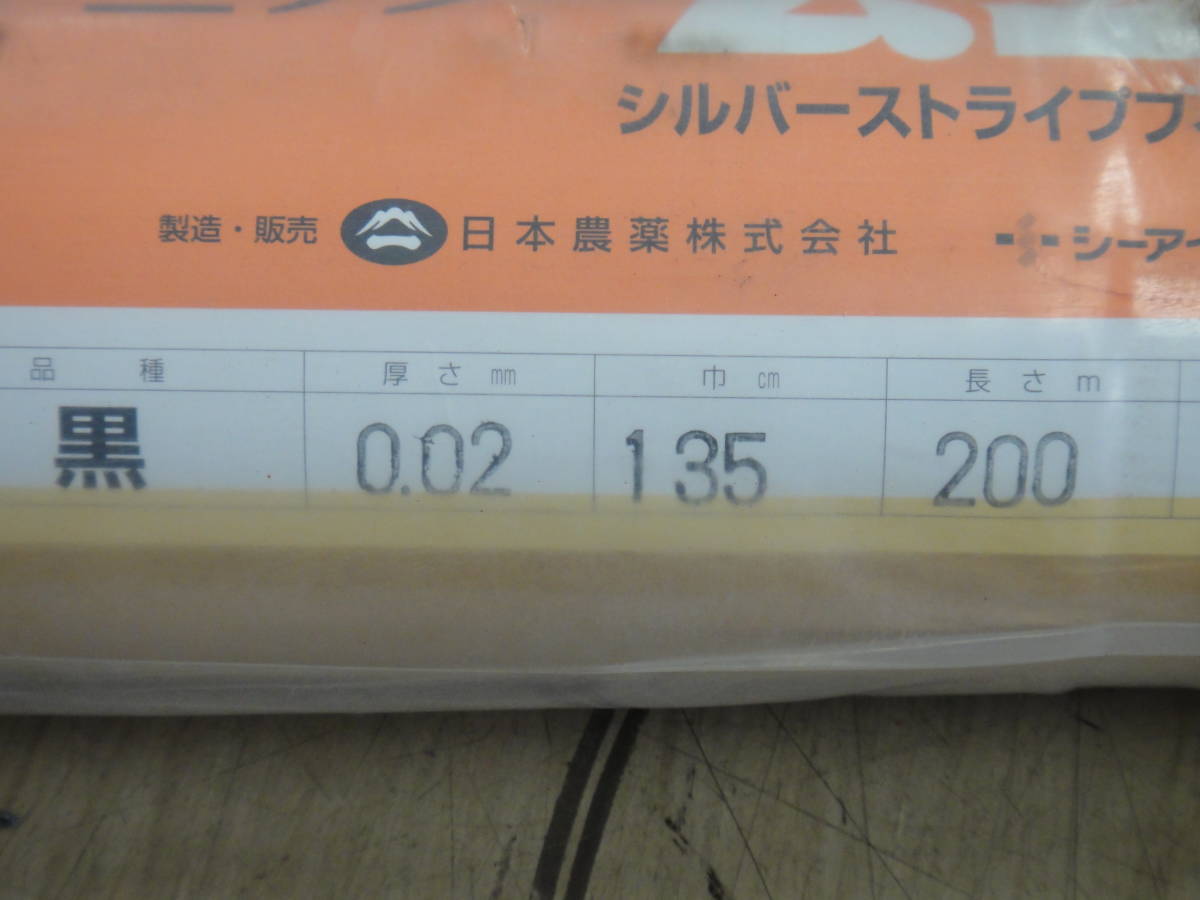 シルバーストライプフ
製造・販売 日本農薬株式会社 シーアイ
品種 厚さ mm 巾 cm 長さ m
黒 0.02 135 200